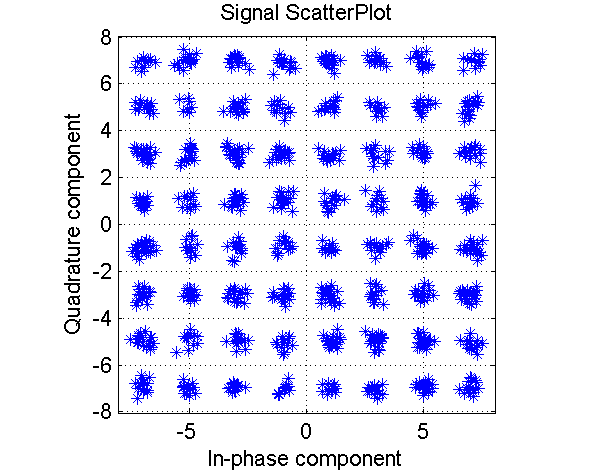 Signal ScatterPlot
8
6
4
2
0
-2
-4
-6
-8
Quadrature component
-5 0 5
In-phase component